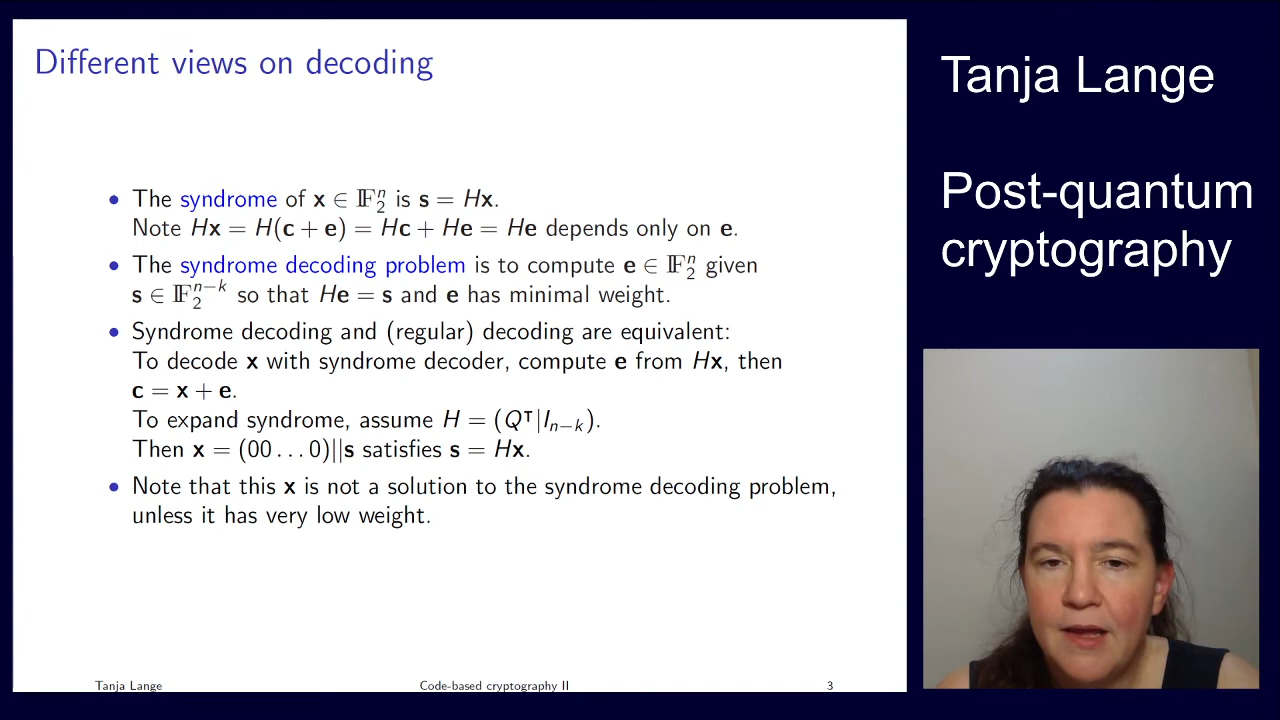 Different views on decoding
• The syndrome of x ∈ 𝔽₂ⁿ is s = Hx.
Note Hx = H(c + e) = Hc + He = He depends only on e.
• The syndrome decoding problem is to compute e ∈ 𝔽₂ⁿ given
s ∈ 𝔽₂ⁿ⁻ᵏ so that He = s and e has minimal weight.
• Syndrome decoding and (regular) decoding are equivalent:
To decode x with syndrome decoder, compute e from Hx, then
c = x + e.
To expand syndrome, assume H = (Qᵀ|Iₙ₋ₖ).
Then x = (00 . . . 0)||s satisfies s = Hx.
• Note that this x is not a solution to the syndrome decoding problem,
unless it has very low weight.
Tanja Lange Code-based cryptography II 3
Tanja Lange
Post-quantum
cryptography